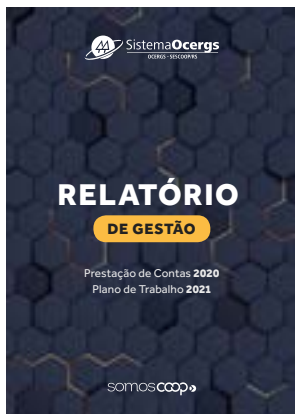 SistemaOcergs
OCERGS - SESCOOP/RS
RELATÓRIO
DE GESTÃO
Prestação de Contas 2020
Plano de Trabalho 2021
somoscoop